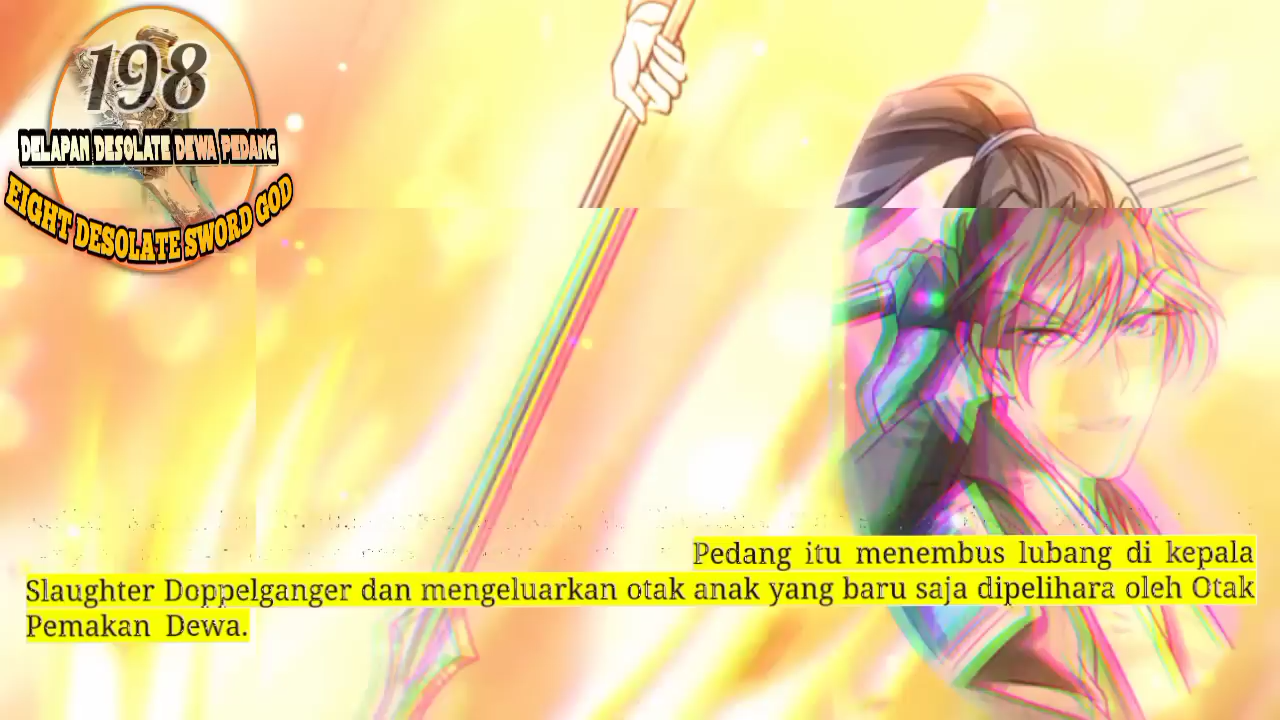 198
DELAPAN DESOLATE DEWA PEDANG
EIGHT DESOLATE SWORD GOD
Pedang itu menembus lubang di kepala
Slaughter Doppelganger dan mengeluarkan otak anak yang baru saja dipelihara oleh Otak
Pemakan Dewa.